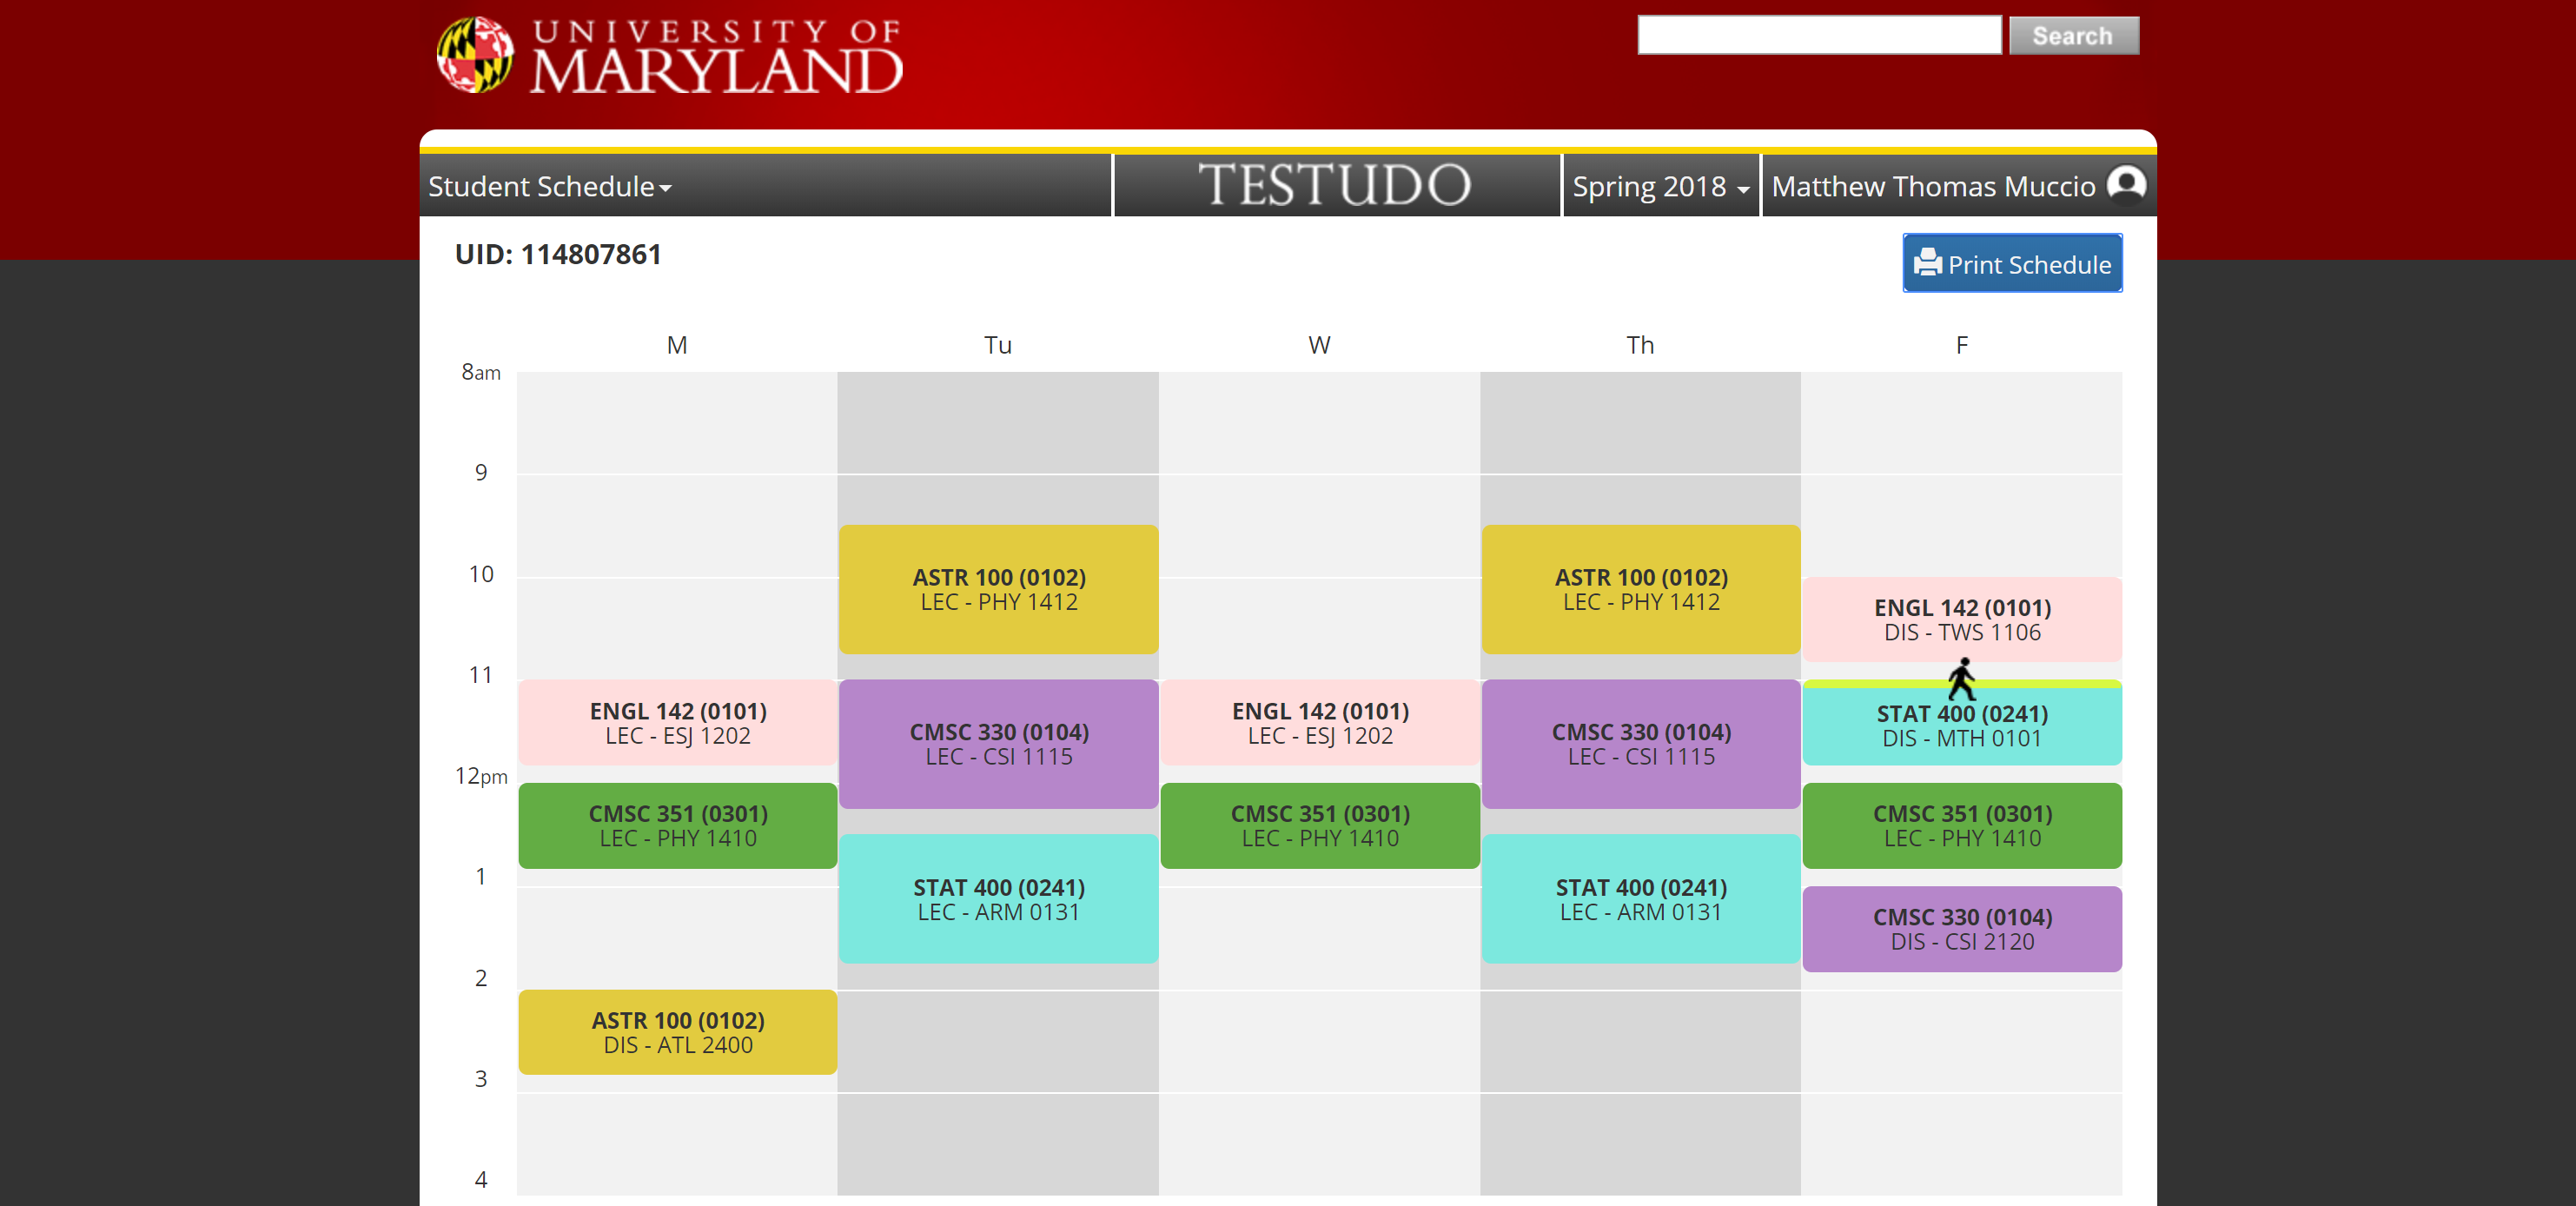 UNIVERSITY OF
MARYLAND
Search
Student Schedule
TESTUDO
Spring 2018
Matthew Thomas Muccio
UID: 114807861
Print Schedule
M
Tu
W
Th
F
8am
9
10
11
12pm
1
2
3
4
ENGL 142 (0101)
LEC - ESJ 1202
CMSC 351 (0301)
LEC - PHY 1410
ASTR 100 (0102)
DIS - ATL 2400
ASTR 100 (0102)
LEC - PHY 1412
CMSC 330 (0104)
LEC - CSI 1115
STAT 400 (0241)
LEC - ARM 0131
ENGL 142 (0101)
LEC - ESJ 1202
CMSC 351 (0301)
LEC - PHY 1410
ASTR 100 (0102)
LEC - PHY 1412
CMSC 330 (0104)
LEC - CSI 1115
STAT 400 (0241)
LEC - ARM 0131
ENGL 142 (0101)
DIS - TWS 1106
STAT 400 (0241)
DIS - MTH 0101
CMSC 351 (0301)
LEC - PHY 1410
CMSC 330 (0104)
DIS - CSI 2120